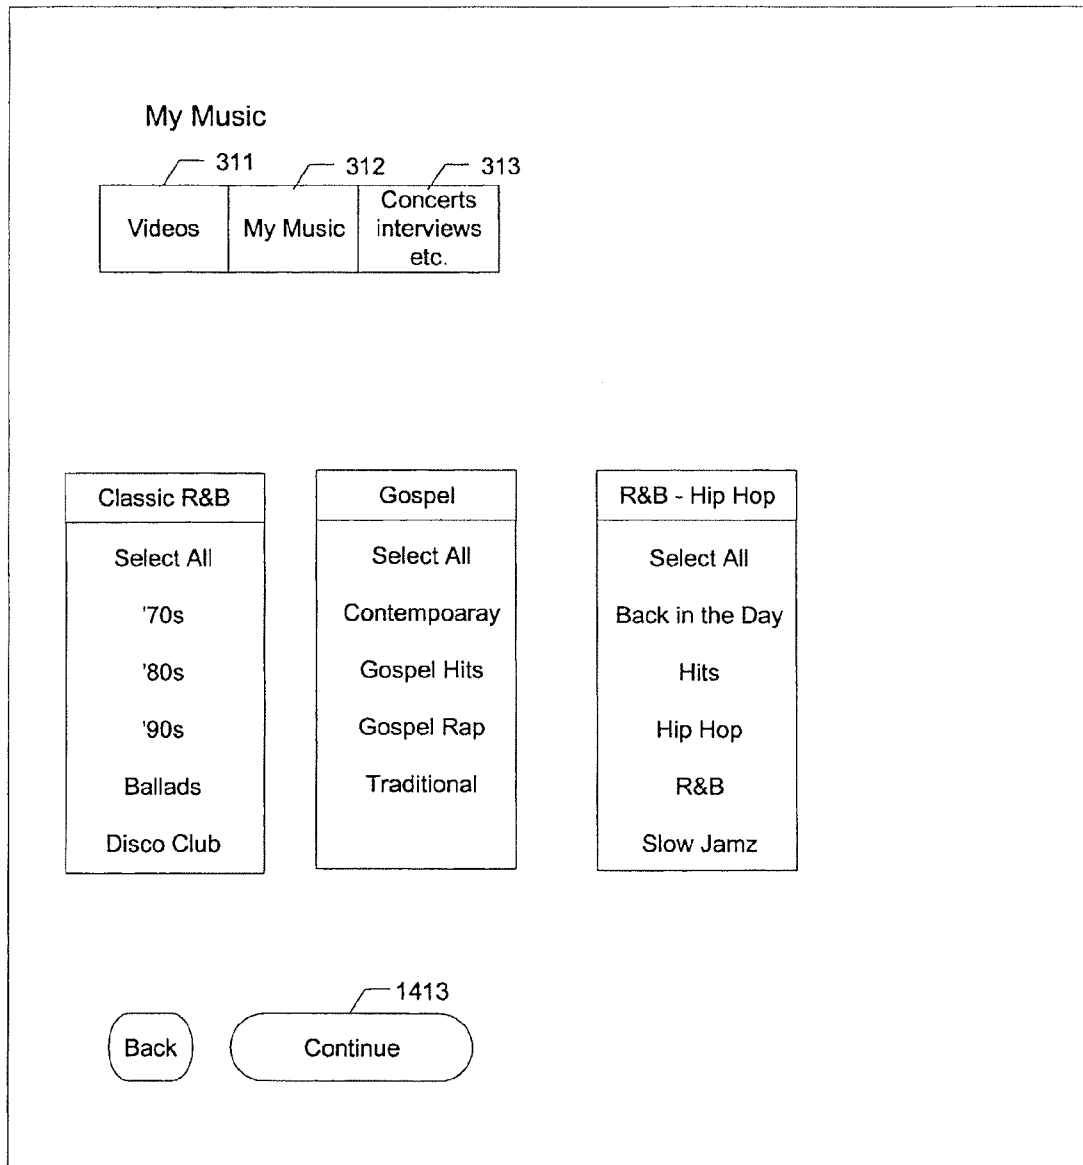 My Music
311
312
313
Videos
My Music
Concerts
interviews
etc.
Classic R&B
Select All
'70s
'80s
'90s
Ballads
Disco Club
Gospel
Select All
Contempoaray
Gospel Hits
Gospel Rap
Traditional
R&B - Hip Hop
Select All
Back in the Day
Hits
Hip Hop
R&B
Slow Jamz
1413
Back
Continue